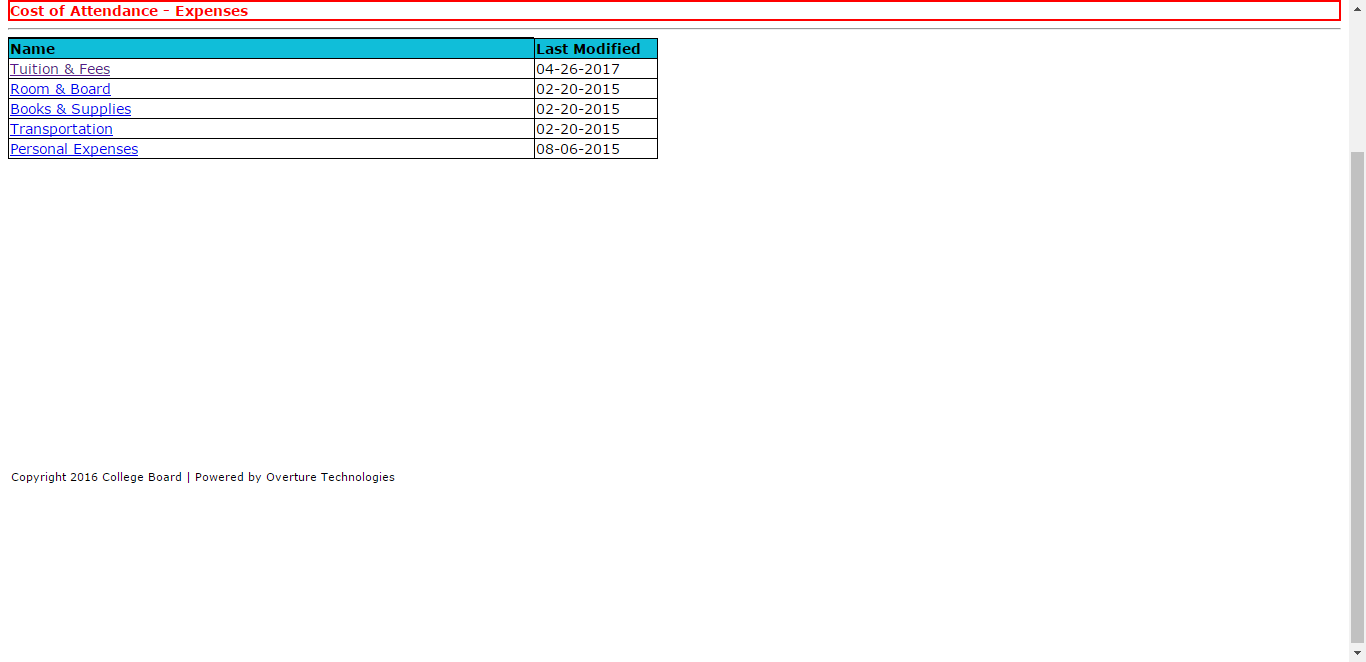 Cost of Attendance - Expenses
Name Last Modified
Tuition & Fees 04-26-2017
Room & Board 02-20-2015
Books & Supplies 02-20-2015
Transportation 02-20-2015
Personal Expenses 08-06-2015
Copyright 2016 College Board | Powered by Overture Technologies